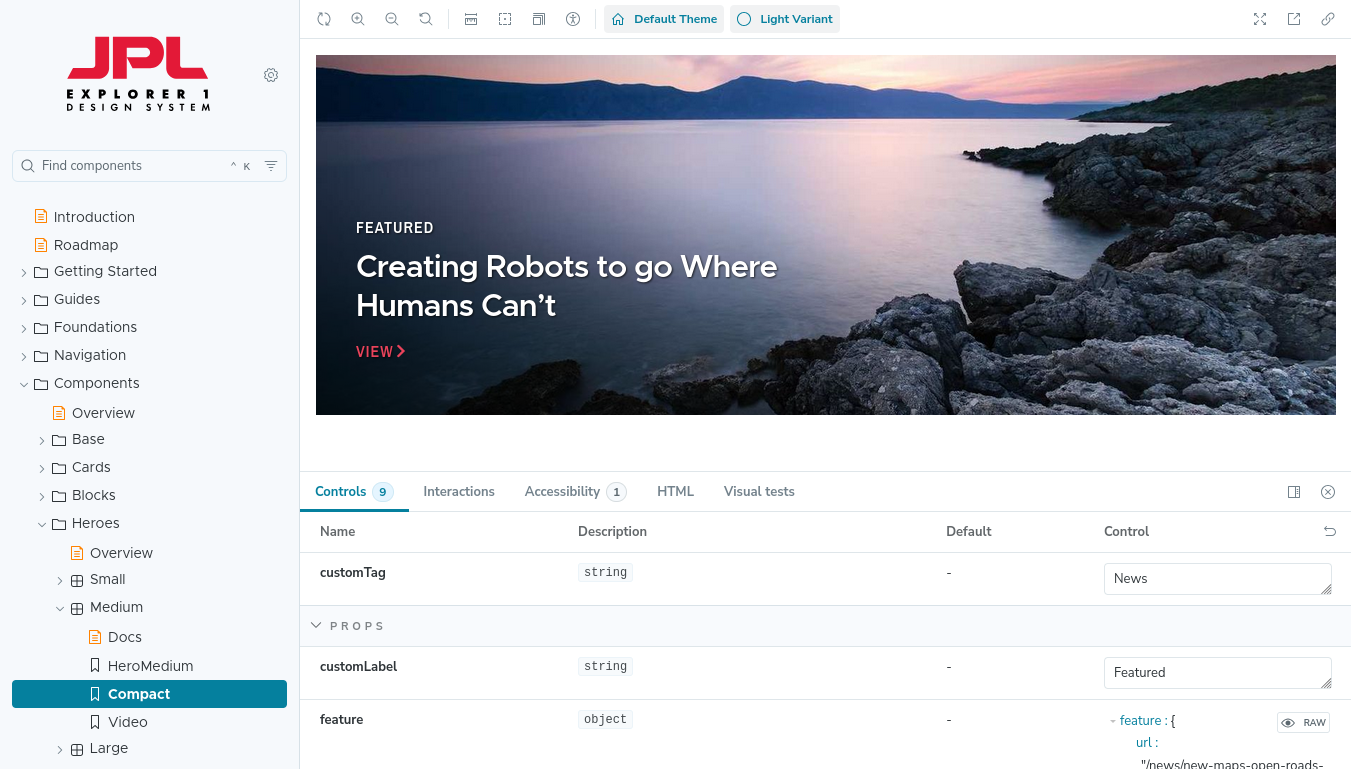 JPL
EXPLORER 1
DESIGN SYSTEM
Find components
⌃ K
Introduction
Roadmap
Getting Started
Guides
Foundations
Navigation
Components
Overview
Base
Cards
Blocks
Heroes
Overview
Small
Medium
Docs
HeroMedium
Compact
Video
Large
Default Theme
Light Variant
FEATURED
Creating Robots to go Where
Humans Can’t
VIEW
Controls 9 Interactions Accessibility 1 HTML Visual tests
Name Description Default Control
customTag string - News
PROPS
customLabel string - Featured
feature object - feature : { RAW
url :
"/news/new-maps-open-roads-